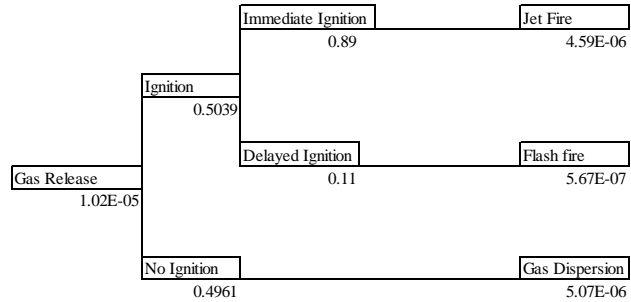 Immediate Ignition Jet Fire
0.89 4.59E-06
Ignition
0.5039
Delayed Ignition Flash fire
0.11 5.67E-07
Gas Release
1.02E-05
No Ignition Gas Dispersion
0.4961 5.07E-06